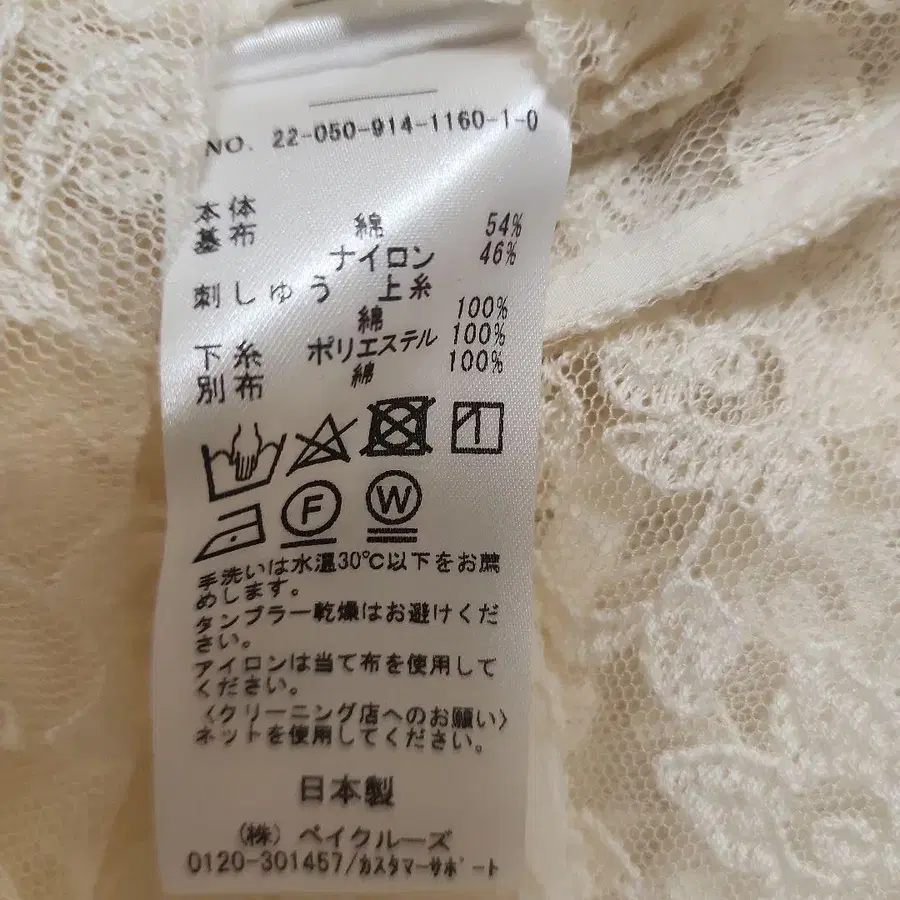 NO. 22-050-914-1160-1-0
本体
基布 綿 54%
ナイロン 46%
刺しゅう 上糸
綿 100%
下糸 ポリエステル 100%
別布 綿 100%
F W
手洗いは水温30℃以下をお薦
めします。
タンブラー乾燥はお避けくだ
さい。
アイロンは当て布を使用して
ください。
〈クリーニング店へのお願い〉
ネットを使用してください。
日本製
(株) ベイクルーズ
0120-301457/カスタマーサポート